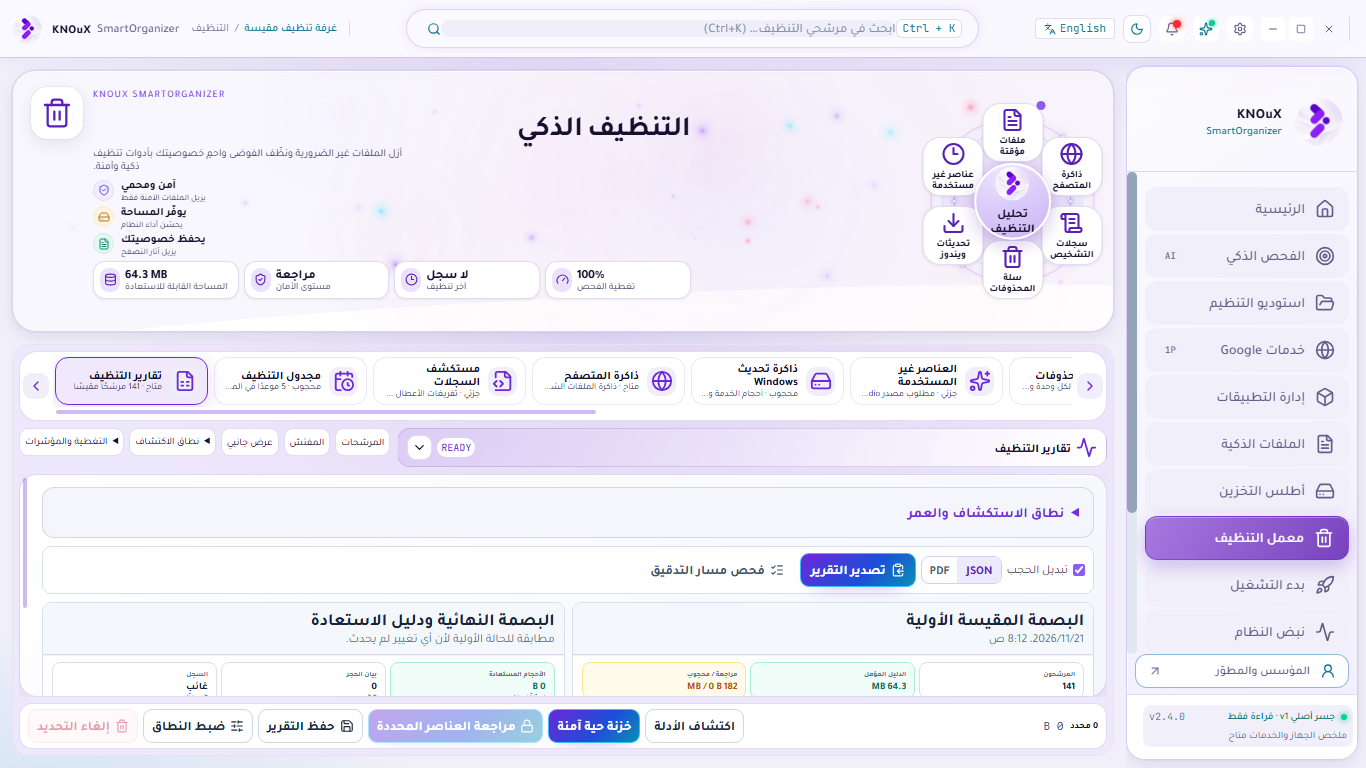 KNOUX SmartOrganizer
التنظيف / غرفة تنظيف مقيسة
ابحث في مرشحي التنظيف... (Ctrl+K)
Ctrl + K
English
KNOUX
SmartOrganizer
الرئيسية
الفحص الذكي
AI
استوديو التنظيم
خدمات Google
1P
إدارة التطبيقات
الملفات الذكية
أطلس التخزين
معمل التنظيف
بدء التشغيل
نبض النظام
المؤسس والمطور
جسر أصلي v1 · قراءة فقط
v2.4.0
ملخص الجهاز والخدمات متاح
KNOUX SMARTORGANIZER
التنظيف الذكي
أزل الملفات غير الضرورية ونظّف الفوضى واحمِ خصوصيتك بأدوات تنظيف
ذكية وآمنة.
آمن ومحمي
يزيل الملفات الآمنة فقط
يوفّر المساحة
يحسّن أداء النظام
يحفظ خصوصيتك
يزيل آثار التصفح
64.3 MB
المساحة القابلة للاستعادة
مراجعة
مستوى الأمان
لا سجل
آخر تنظيف
100%
تغطية الفحص
ملفات
مؤقتة
ذاكرة
المتصفح
عناصر غير
مستخدمة
تحليل
التنظيف
سجلات
التشخيص
تحديثات
ويندوز
سلة
المحذوفات
تقارير التنظيف
متاح · 141 مرشحًا مقيسًا
مجدول التنظيف
محجوب · 5 موعدًا في الم...
مستكشف
السجلات
جزئي · تفريغات الأعطال ...
ذاكرة المتصفح
متاح · ذاكرة الملفات الش...
ذاكرة تحديث
Windows
محجوب · أحجام الخدمة و...
العناصر غير
المستخدمة
جزئي · مطلوب مصدر dio...
حذوفات
لكل وحدة و...
تقارير التنظيف
READY
المرشحات
المفتش
عرض جانبي
نطاق الاكتشاف
التغطية والمؤشرات
نطاق الاستكشاف والعمر
تبديل الحجب
JSON
PDF
تصدير التقرير
فحص مسار التدقيق
البصمة المقيسة الأولية
21‏/11‏/2026، 8:12 ص
المرشحون
141
الدليل المؤهل
64.3 MB
مراجعة / محجوب
182 MB / 0 B
البصمة النهائية ودليل الاستعادة
مطابقة للحالة الأولية لأن أي تغيير لم يحدث.
الأحجام المستعادة
0 B
بيان الحجر
0
السجل
غائب
0 محدد
0 B
اكتشاف الأدلة
خزنة حية آمنة
مراجعة العناصر المحددة
حفظ التقرير
ضبط النطاق
إلغاء التحديد